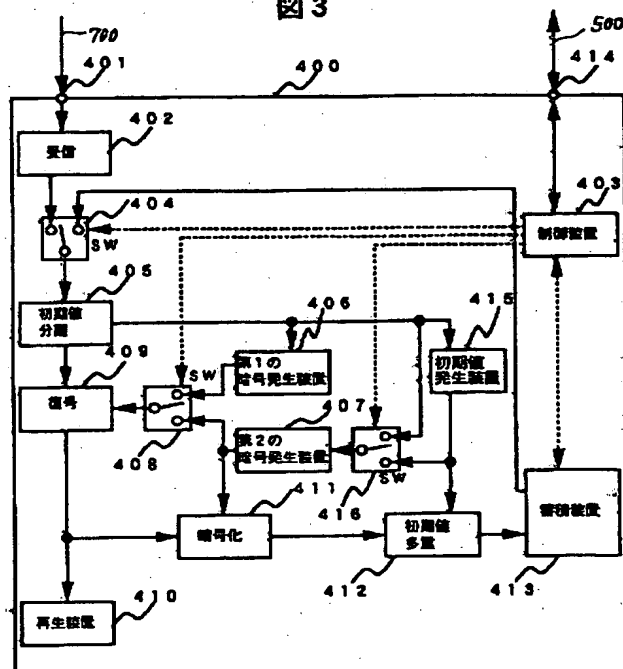 図3
700
500
401
400
414
402
受信
404
403
SW
制御装置
405
初期値
分離
406
415
409
第1の
暗号発生装置
初期値
発生装置
SW
復号
407
第2の
暗号発生装置
408
SW
411
416
暗号化
初期値
多重
蓄積装置
412
413
410
再生装置